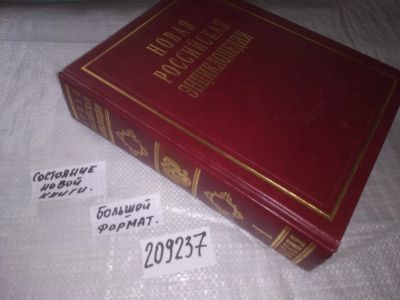 НОВАЯ
РОССИЙСКАЯ
ЭНЦИКЛОПЕДИЯ
СОСТОЯНИЕ
НОВОЙ
КНИГИ.
БОЛЬШОЙ
ФОРМАТ.
209237